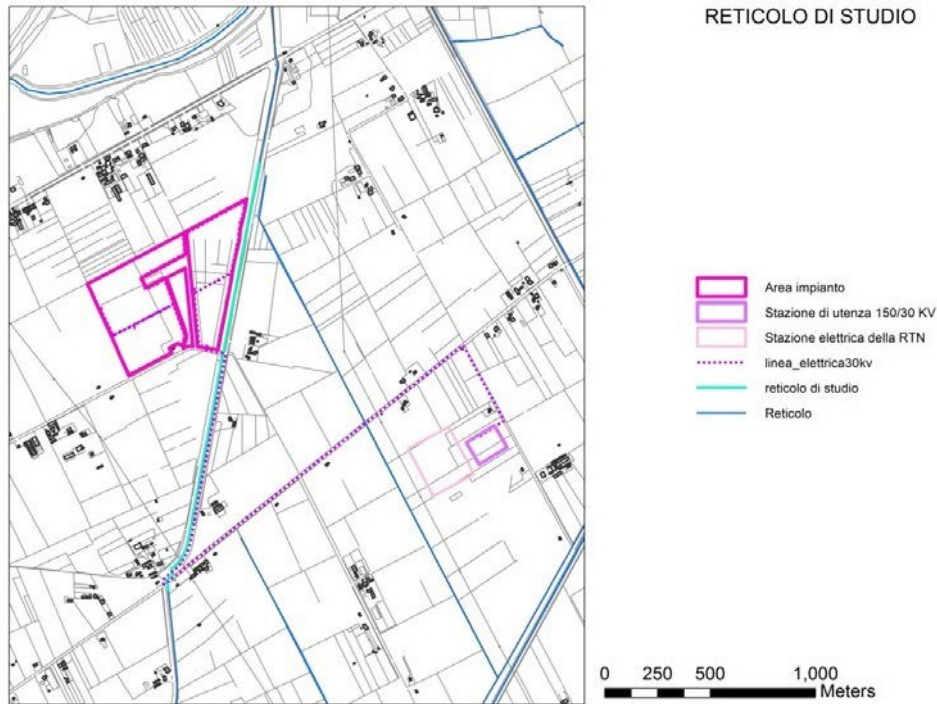 RETICOLO DI STUDIO
Area impianto
Stazione di utenza 150/30 KV
Stazione elettrica della RTN
linea_elettrica30kv
reticolo di studio
Reticolo
0 250 500 1,000
Meters